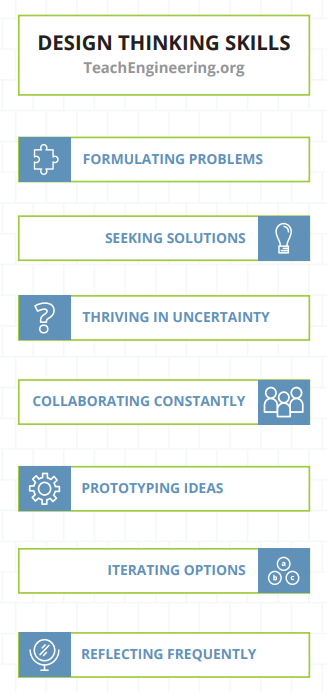 DESIGN THINKING SKILLS
TeachEngineering.org
FORMULATING PROBLEMS
SEEKING SOLUTIONS
THRIVING IN UNCERTAINTY
COLLABORATING CONSTANTLY
PROTOTYPING IDEAS
ITERATING OPTIONS
a
b c
REFLECTING FREQUENTLY